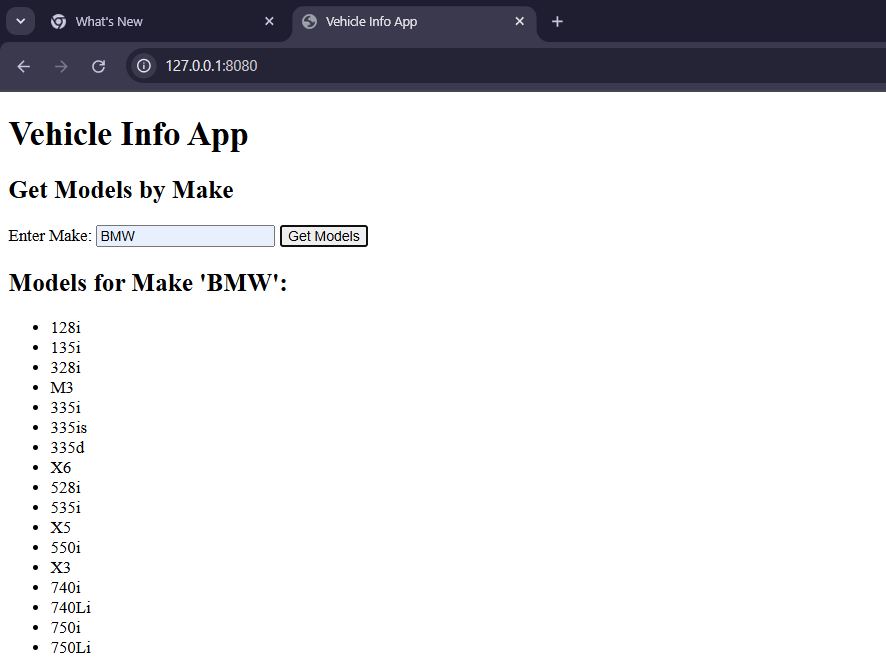 What's New
Vehicle Info App
127.0.0.1:8080
Vehicle Info App
Get Models by Make
Enter Make: BMW Get Models
Models for Make 'BMW':
128i
135i
328i
M3
335i
335is
335d
X6
528i
535i
X5
550i
X3
740i
740Li
750i
750Li